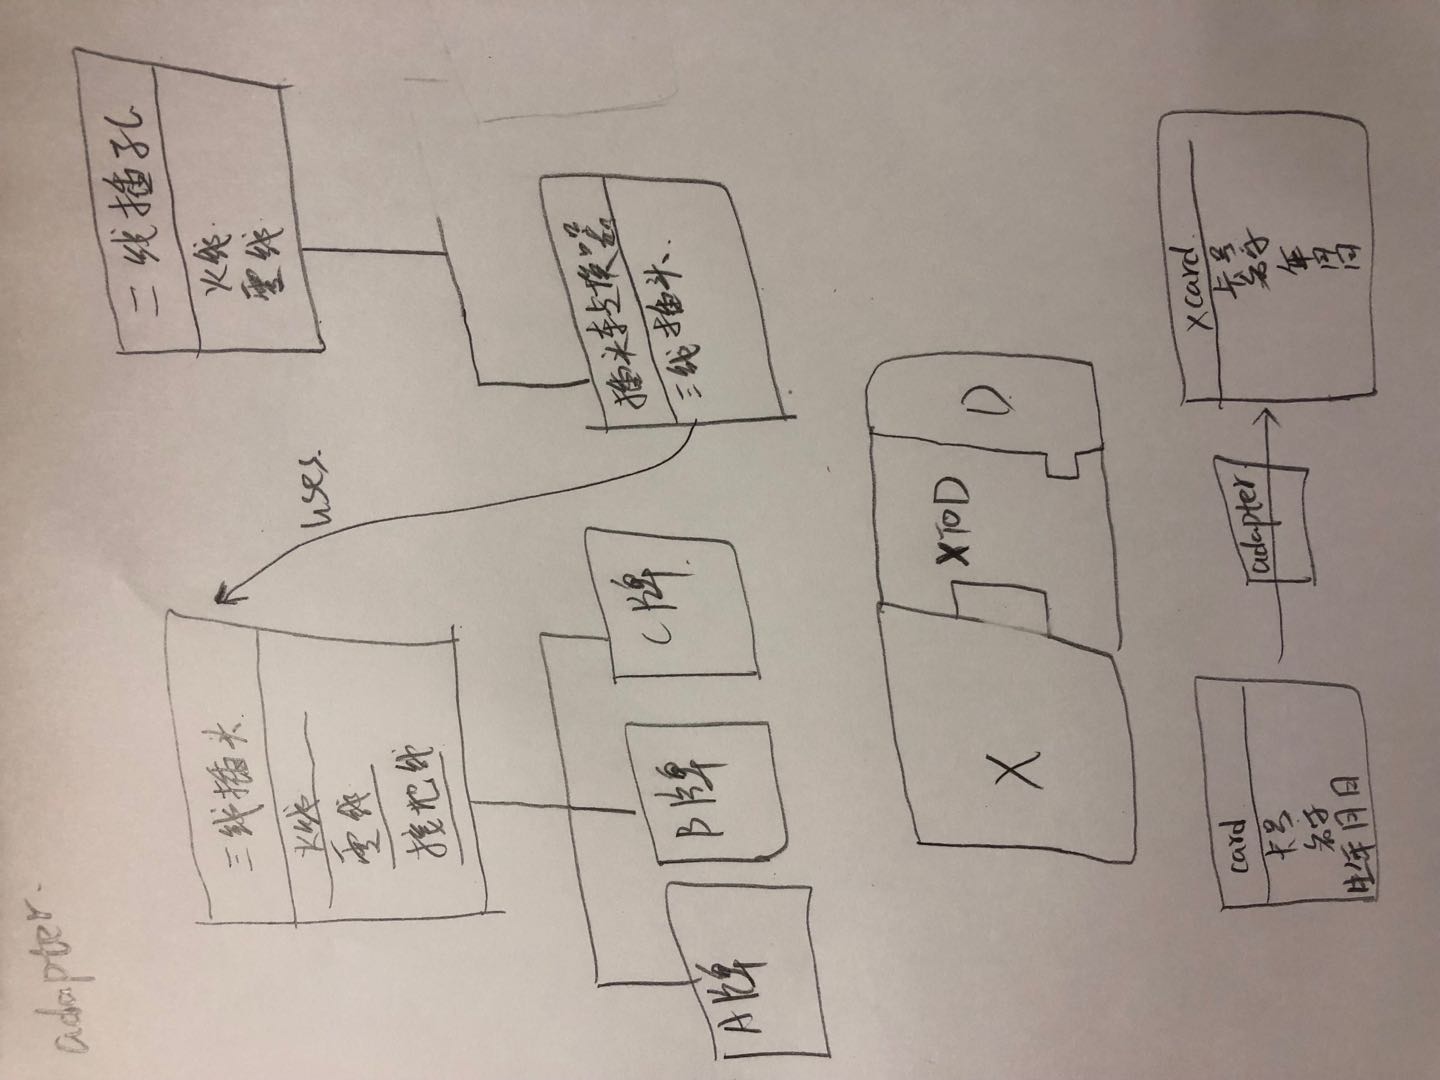 adapter.
二线插孔
火线
零线
三线插头
火线
零线
接地线
uses.
A牌
B牌
C牌
插头转换器
三线插头
X
XTOD
D
card
卡号
名字
生年月日
adapter
xcard
卡号
名字
年
月
日